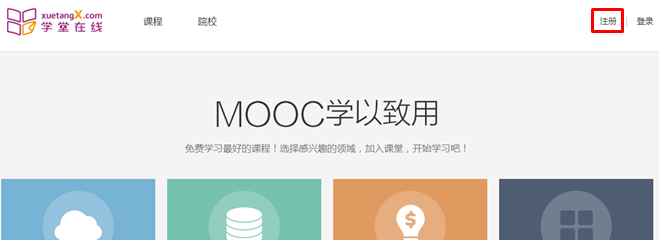 xuetangX.com
学堂在线
课程
院校
注册
登录
MOOC学以致用
免费学习最好的课程！选择感兴趣的领域，加入课堂，开始学习吧！